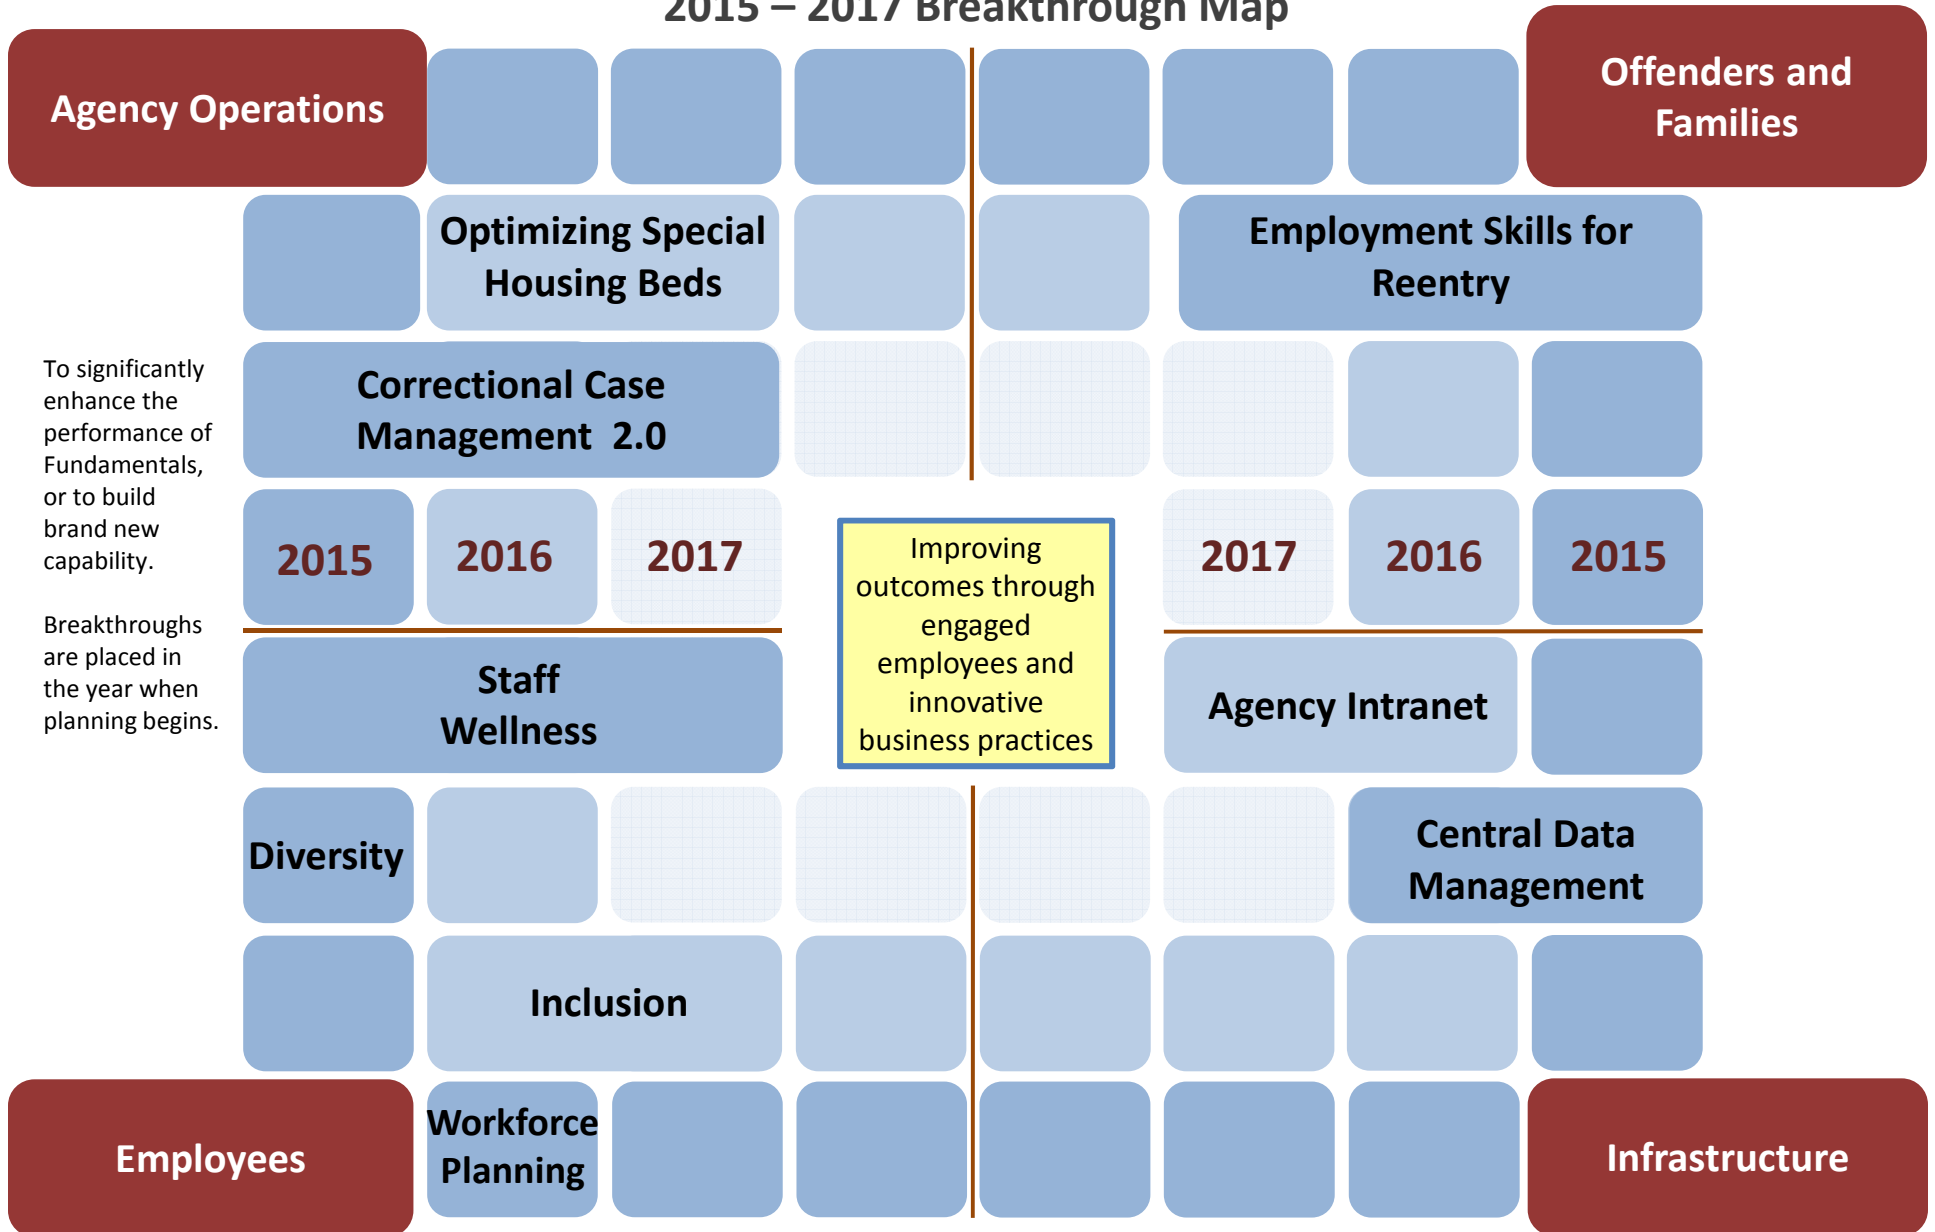 2015 – 2017 Breakthrough Map
Agency Operations
Offenders and
Families
Optimizing Special
Housing Beds
Employment Skills for
Reentry
To significantly
enhance the
performance of
Fundamentals,
or to build
brand new
capability.
Breakthroughs
are placed in
the year when
planning begins.
Correctional Case
Management 2.0
2015
2016
2017
Improving
outcomes through
engaged
employees and
innovative
business practices
2017
2016
2015
Staff
Wellness
Agency Intranet
Diversity
Central Data
Management
Inclusion
Employees
Workforce
Planning
Infrastructure